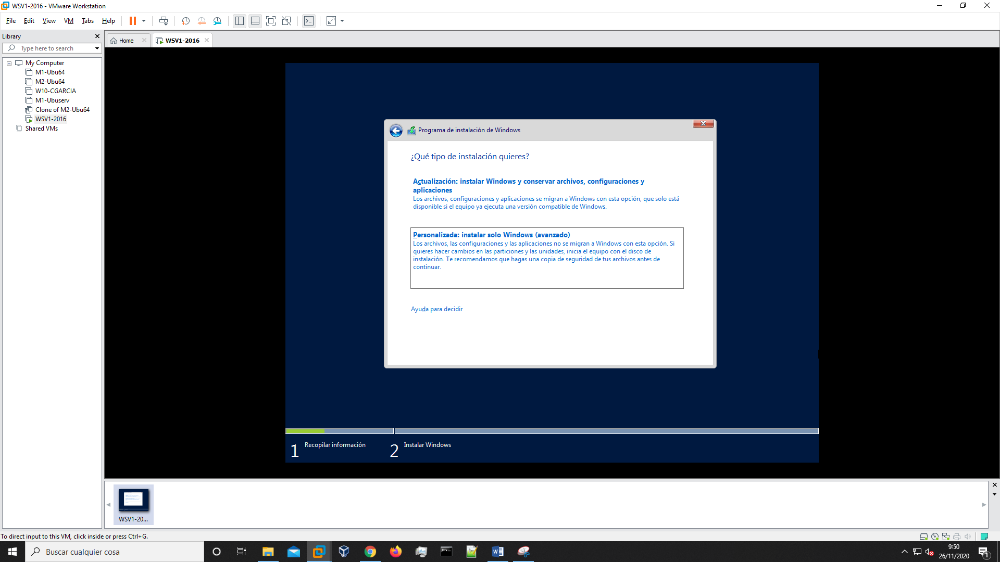 WSV1-2016 - VMware Workstation
File Edit View VM Tabs Help
Library
Type here to search
My Computer
M1-Ubu64
M2-Ubu64
W10-CGARCIA
M1-Ubuserv
Clone of M2-Ubu64
WSV1-2016
Shared VMs
Home
WSV1-2016
Programa de instalación de Windows
¿Qué tipo de instalación quieres?
Actualización: instalar Windows y conservar archivos, configuraciones y
aplicaciones
Los archivos, configuraciones y aplicaciones se migran a Windows con esta opción, que solo está
disponible si el equipo ya ejecuta una versión compatible de Windows.
Personalizada: instalar solo Windows (avanzado)
Los archivos, las configuraciones y las aplicaciones no se migran a Windows con esta opción. Si
quieres hacer cambios en las particiones y las unidades, inicia el equipo con el disco de
instalación. Te recomendamos que hagas una copia de seguridad de tus archivos antes de
continuar.
Ayuda para decidir
1 Recopilar información
2 Instalar Windows
WSV1-20...
To direct input to this VM, click inside or press Ctrl+G.
Buscar cualquier cosa
9:50
26/11/2020
1